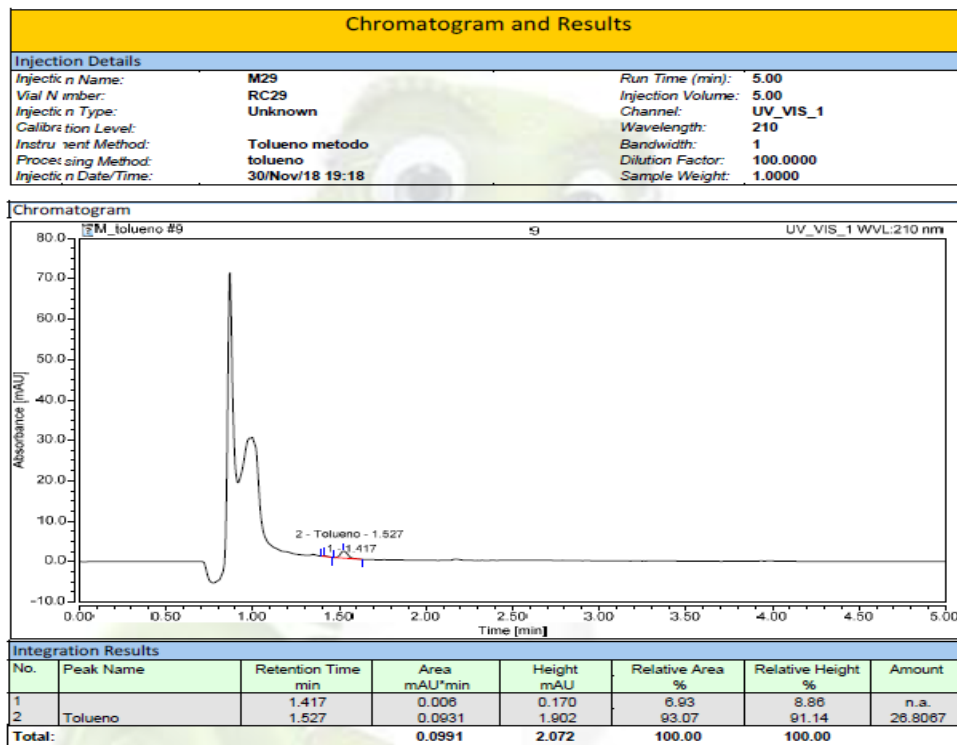 Chromatogram and Results
Injection Details
Injectic n Name: M29 Run Time (min): 5.00
Vial N imber: RC29 Injection Volume: 5.00
Injectic n Type: Unknown Channel: UV_VIS_1
Calibra tion Level: Wavelength: 210
Instru nent Method: Tolueno metodo Bandwidth: 1
Proces sing Method: tolueno Dilution Factor: 100.0000
Injectic n Date/Time: 30/Nov/18 19:18 Sample Weight: 1.0000
Chromatogram
M_tolueno #9 9 UV_VIS_1 WVL:210 nm
80.0
70.0
60.0
50.0
40.0
30.0
20.0
10.0
0.0
-10.0
Absorbance [mAU]
2 - Tolueno - 1.527
1 - 1.417
0.00 0.50 1.00 1.50 2.00 2.50 3.00 3.50 4.00 4.50 5.00
Time [min]
Integration Results
No. Peak Name Retention Time Area Height Relative Area Relative Height Amount
min mAU*min mAU % %
1 1.417 0.006 0.170 6.93 8.86 n.a.
2 Tolueno 1.527 0.0931 1.902 93.07 91.14 26.8067
Total: 0.0991 2.072 100.00 100.00